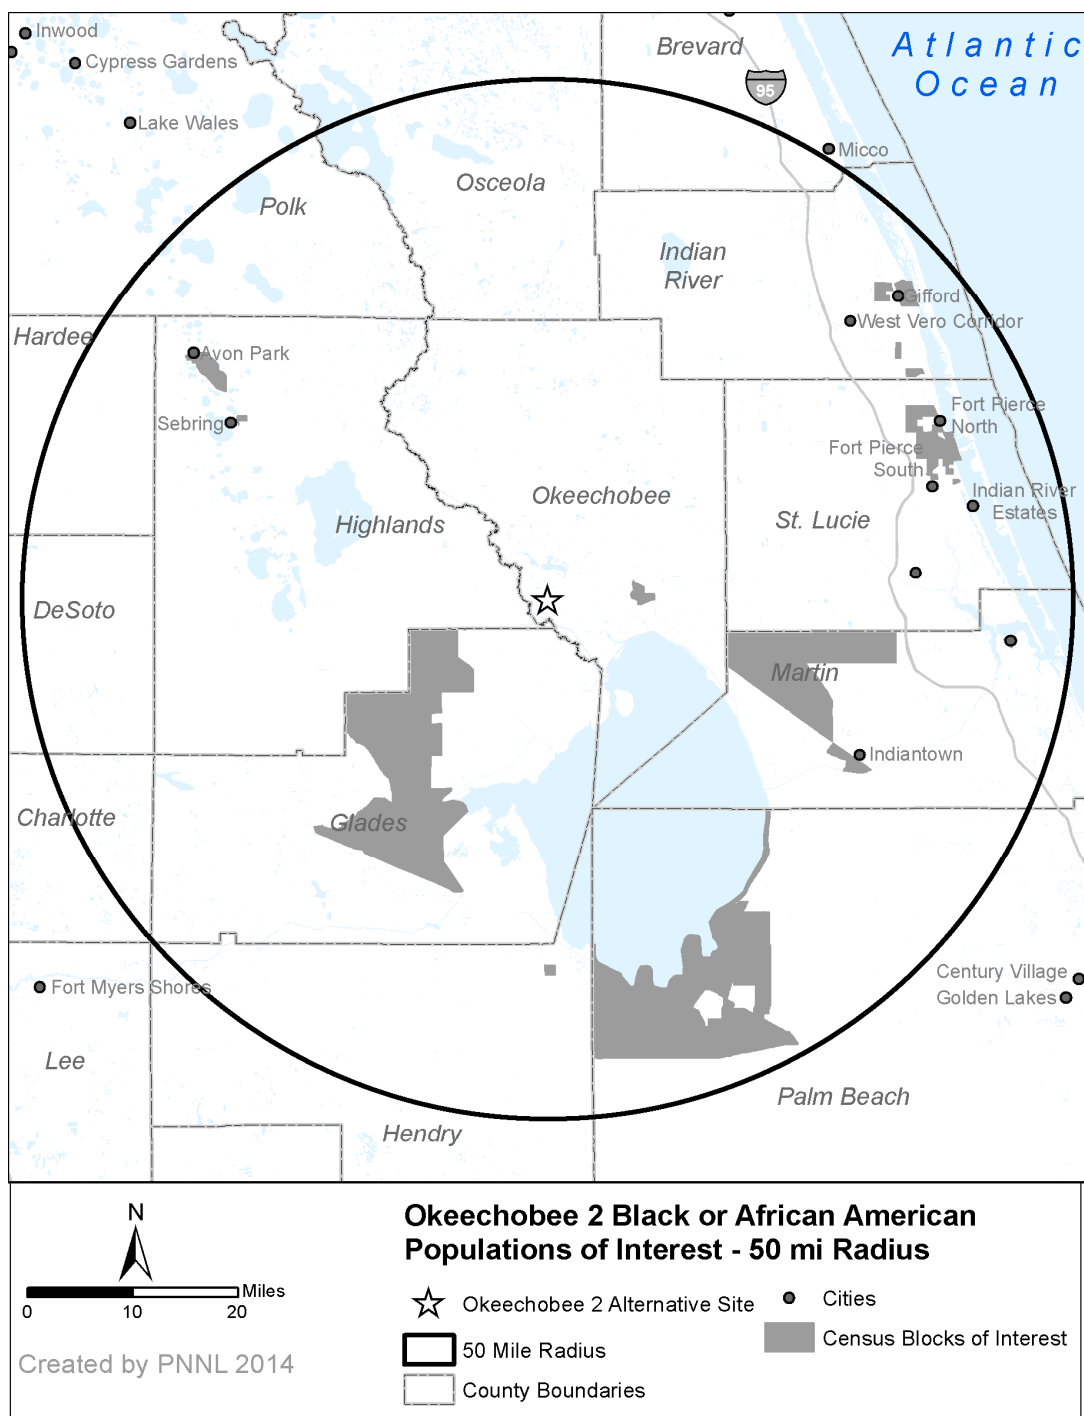 Inwood
Cypress Gardens
Lake Wales
Brevard
95
Atlantic
Ocean
Micco
Osceola
Polk
Indian
River
Gifford
West Vero Corridor
Hardee
Avon Park
Sebring
Fort Pierce
North
Fort Pierce
South
Indian River
Estates
Okeechobee
Highlands
St. Lucie
DeSoto
Martin
Indiantown
Charlotte
Glades
Century Village
Golden Lakes
Fort Myers Shores
Lee
Palm Beach
Hendry
N
Miles
0 10 20
Created by PNNL 2014
Okeechobee 2 Black or African American
Populations of Interest - 50 mi Radius
Okeechobee 2 Alternative Site
Cities
50 Mile Radius
Census Blocks of Interest
County Boundaries